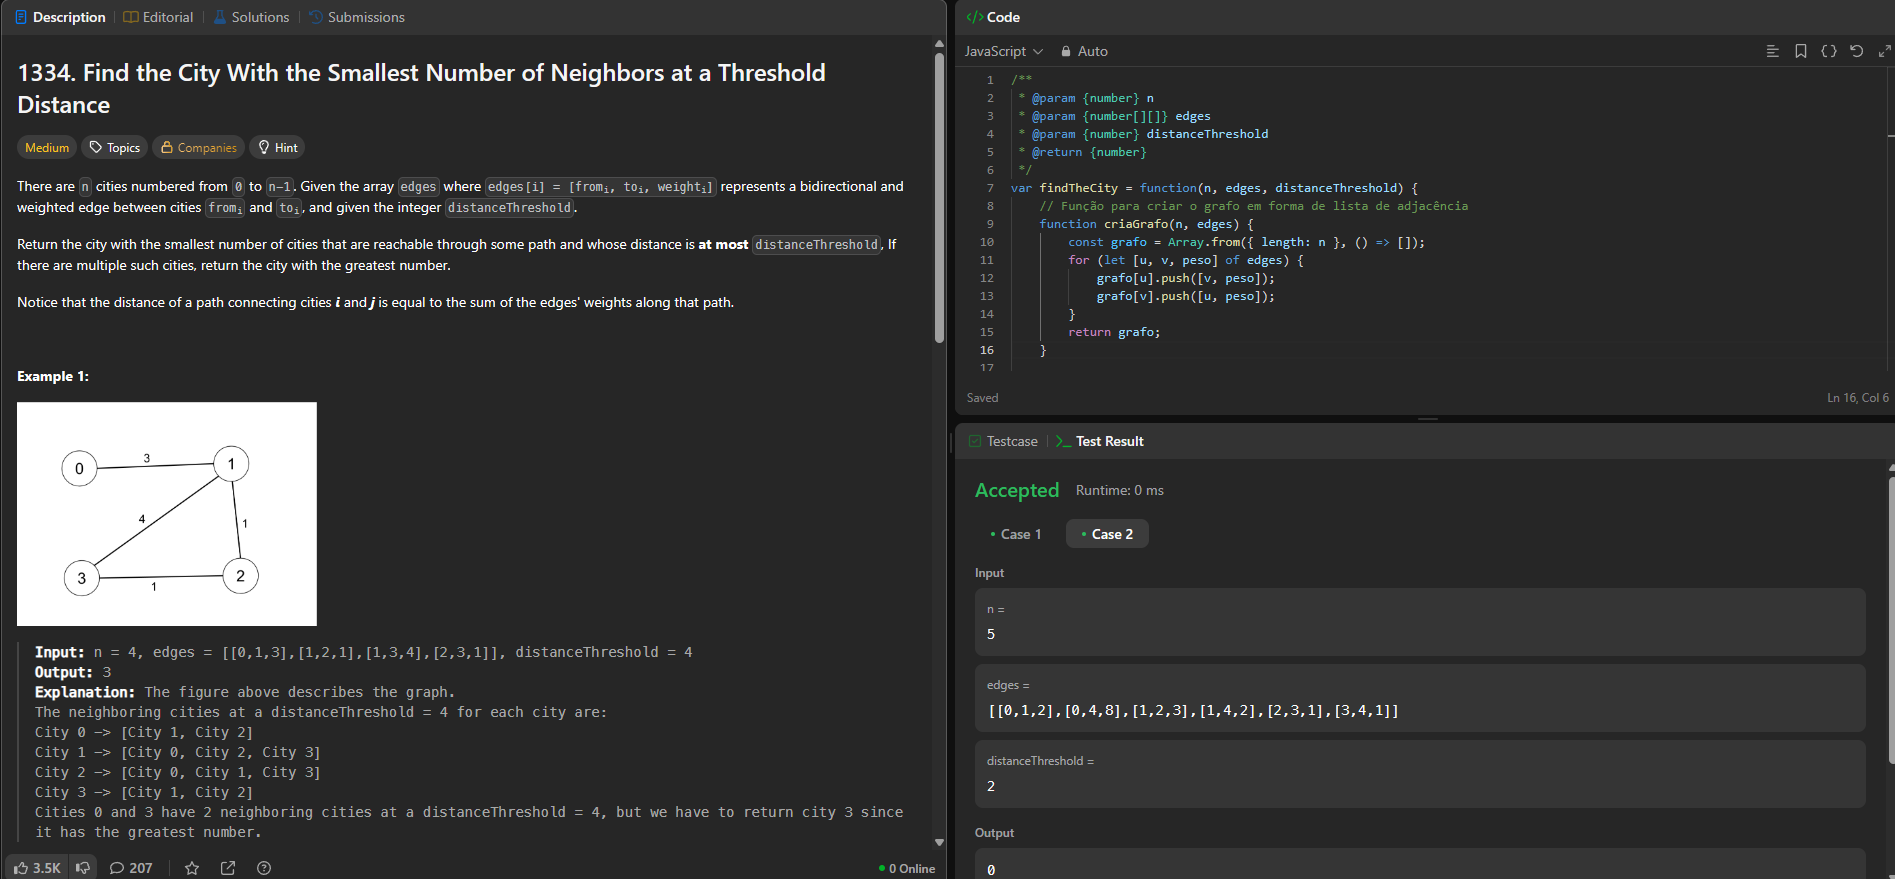 Description
Editorial
Solutions
Submissions
1334. Find the City With the Smallest Number of Neighbors at a Threshold
Distance
Medium
Topics
Companies
Hint
There are n cities numbered from 0 to n-1. Given the array edges where edges[i] = [fromᵢ, toᵢ, weightᵢ] represents a bidirectional and
weighted edge between cities fromᵢ and toᵢ, and given the integer distanceThreshold.
Return the city with the smallest number of cities that are reachable through some path and whose distance is at most distanceThreshold, If
there are multiple such cities, return the city with the greatest number.
Notice that the distance of a path connecting cities i and j is equal to the sum of the edges' weights along that path.
Example 1:
0
3
1
4
1
3
1
2
Input: n = 4, edges = [[0,1,3],[1,2,1],[1,3,4],[2,3,1]], distanceThreshold = 4
Output: 3
Explanation: The figure above describes the graph.
The neighboring cities at a distanceThreshold = 4 for each city are:
City 0 -> [City 1, City 2]
City 1 -> [City 0, City 2, City 3]
City 2 -> [City 0, City 1, City 3]
City 3 -> [City 1, City 2]
Cities 0 and 3 have 2 neighboring cities at a distanceThreshold = 4, but we have to return city 3 since
it has the greatest number.
3.5K
207
0 Online
</> Code
JavaScript
Auto
1 /**
2 * @param {number} n
3 * @param {number[][]} edges
4 * @param {number} distanceThreshold
5 * @return {number}
6 */
7 var findTheCity = function(n, edges, distanceThreshold) {
8 // Função para criar o grafo em forma de lista de adjacência
9 function criaGrafo(n, edges) {
10 const grafo = Array.from({ length: n }, () => []);
11 for (let [u, v, peso] of edges) {
12 grafo[u].push([v, peso]);
13 grafo[v].push([u, peso]);
14 }
15 return grafo;
16 }
17
Saved
Ln 16, Col 6
Testcase
>_ Test Result
Accepted
Runtime: 0 ms
• Case 1
• Case 2
Input
n =
5
edges =
[[0,1,2],[0,4,8],[1,2,3],[1,4,2],[2,3,1],[3,4,1]]
distanceThreshold =
2
Output
0